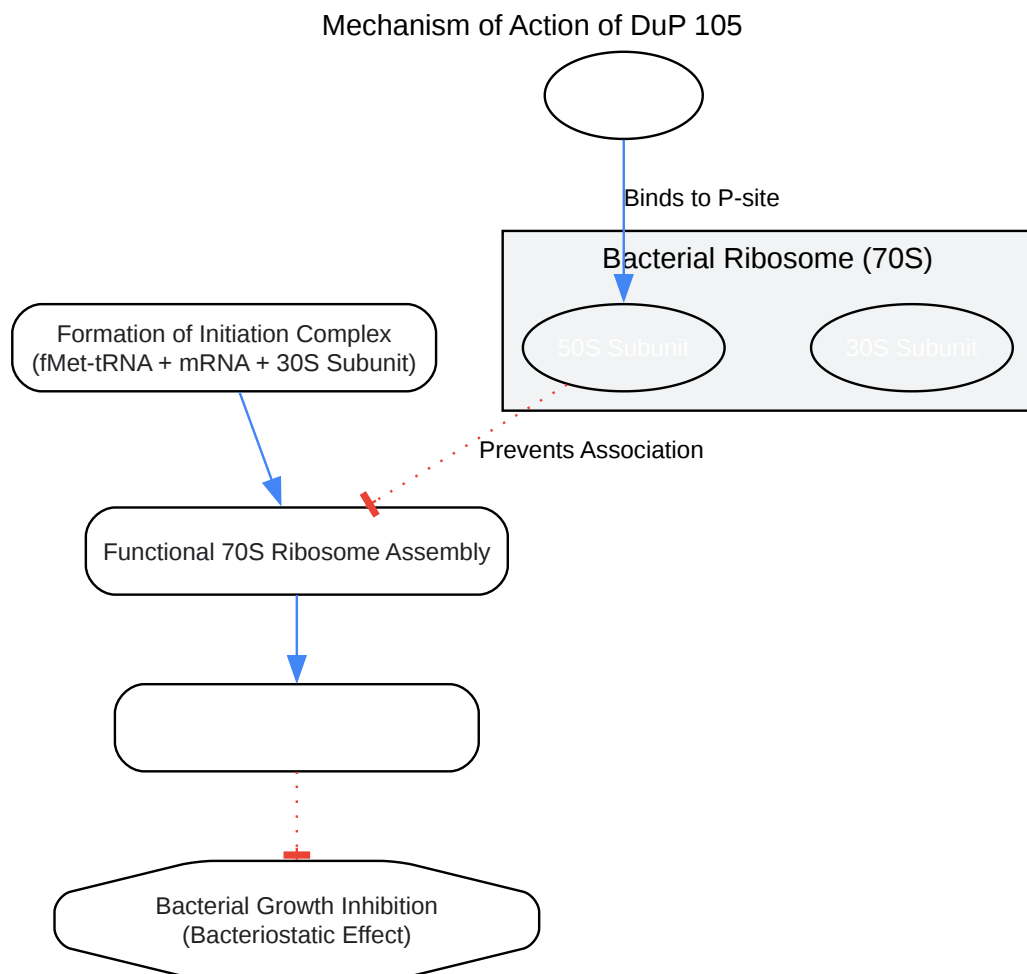 Mechanism of Action of DuP 105
Binds to P-site
Bacterial Ribosome (70S)
50S Subunit
30S Subunit
Formation of Initiation Complex
(fMet-tRNA + mRNA + 30S Subunit)
Prevents Association
Functional 70S Ribosome Assembly
Bacterial Growth Inhibition
(Bacteriostatic Effect)